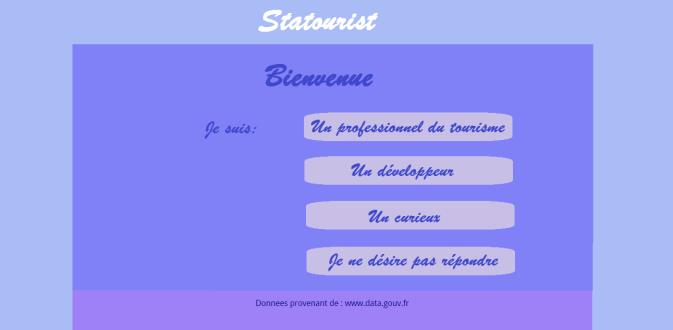 Statourist
Bienvenue
Je suis:
Un professionnel du tourisme
Un développeur
Un curieux
Je ne désire pas répondre
Donnees provenant de : www.data.gouv.fr